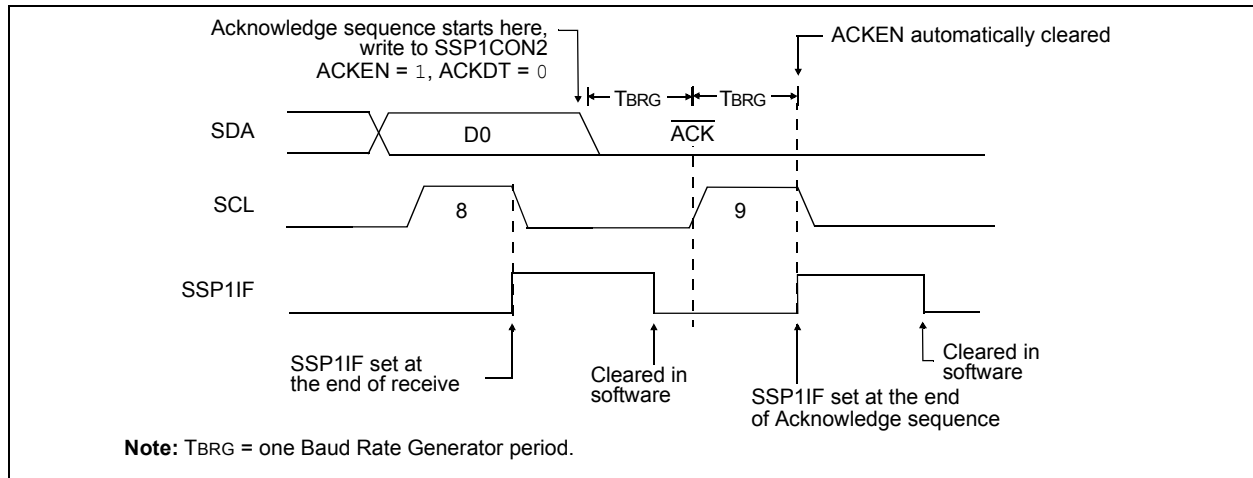 Acknowledge sequence starts here,
write to SSP1CON2
ACKEN = 1, ACKDT = 0
ACKEN automatically cleared
TBRG
TBRG
SDA
D0
ACK
SCL
8
9
SSP1IF
SSP1IF set at
the end of receive
Cleared in
software
SSP1IF set at the end
of Acknowledge sequence
Cleared in
software
Note: TBRG = one Baud Rate Generator period.